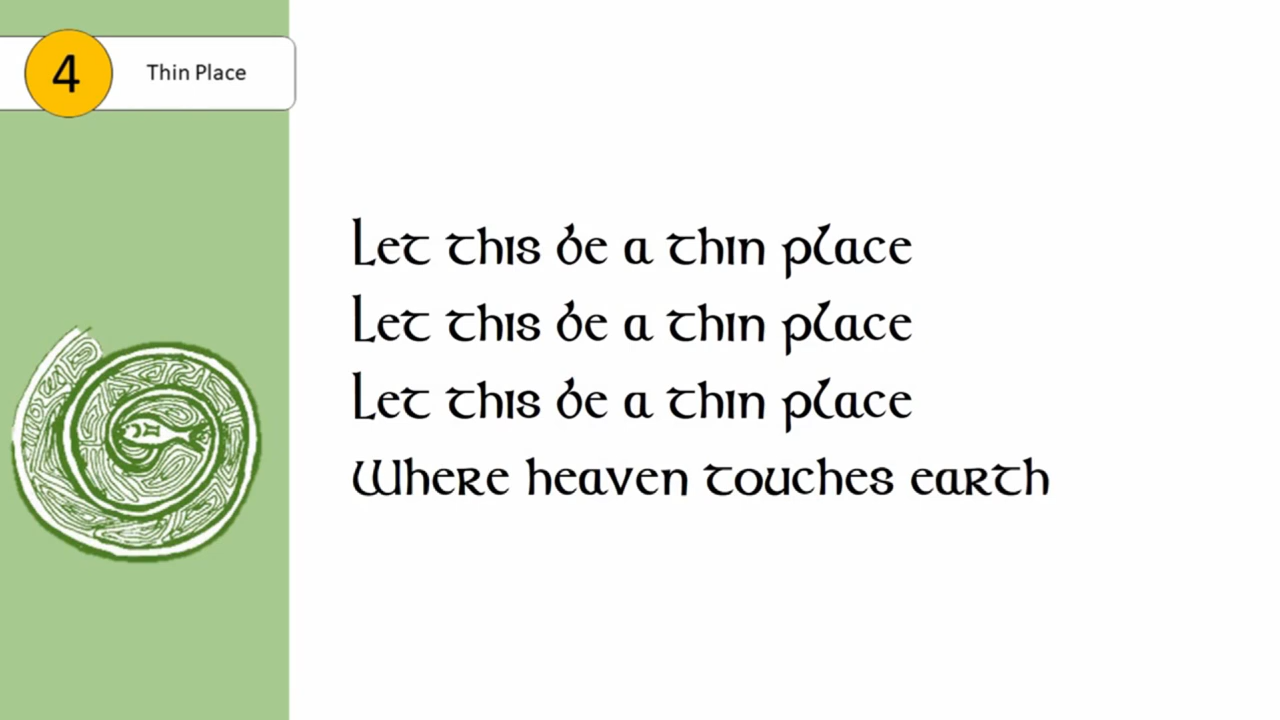 4
Thin Place
Let this be a thin place
Let this be a thin place
Let this be a thin place
Where heaven touches earth